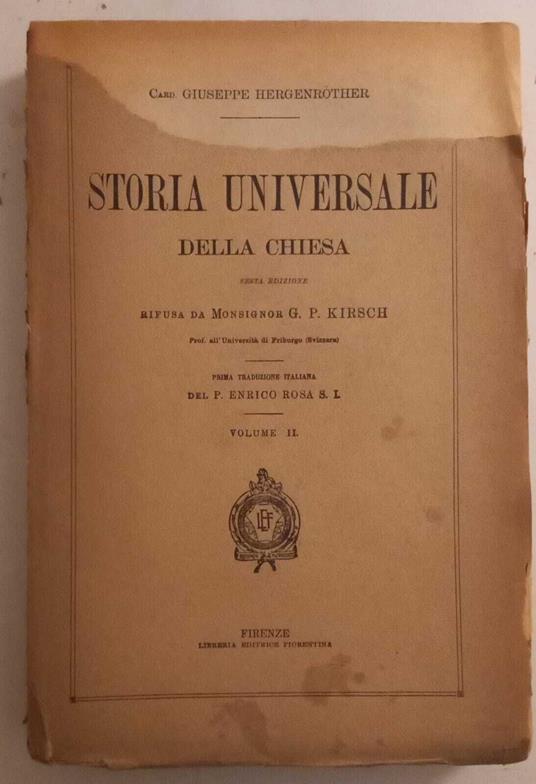 Card. GIUSEPPE HERGENRÖTHER
STORIA UNIVERSALE
DELLA CHIESA
SESTA EDIZIONE
RIFUSA DA MONSIGNOR G. P. KIRSCH
Prof. all'Università di Friburgo (Svizzera)
PRIMA TRADUZIONE ITALIANA
DEL P. ENRICO ROSA S. I.
VOLUME II.
LEF
FIRENZE
LIBRERIA EDITRICE FIORENTINA